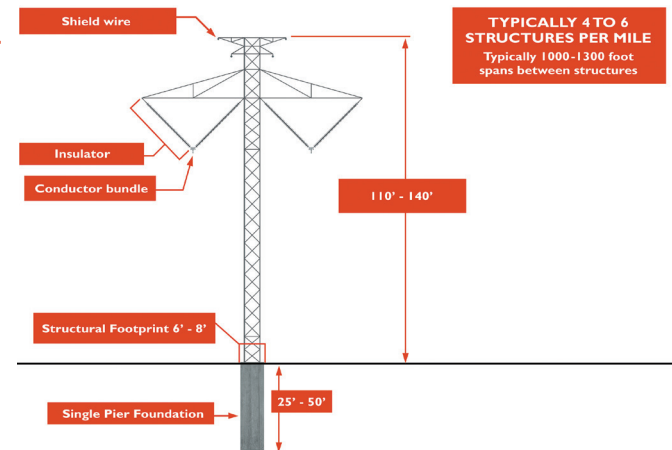 Shield wire
TYPICALLY 4 TO 6
STRUCTURES PER MILE
Typically 1000-1300 foot
spans between structures
Insulator
Conductor bundle
110' - 140'
Structural Footprint 6' - 8'
25' - 50'
Single Pier Foundation